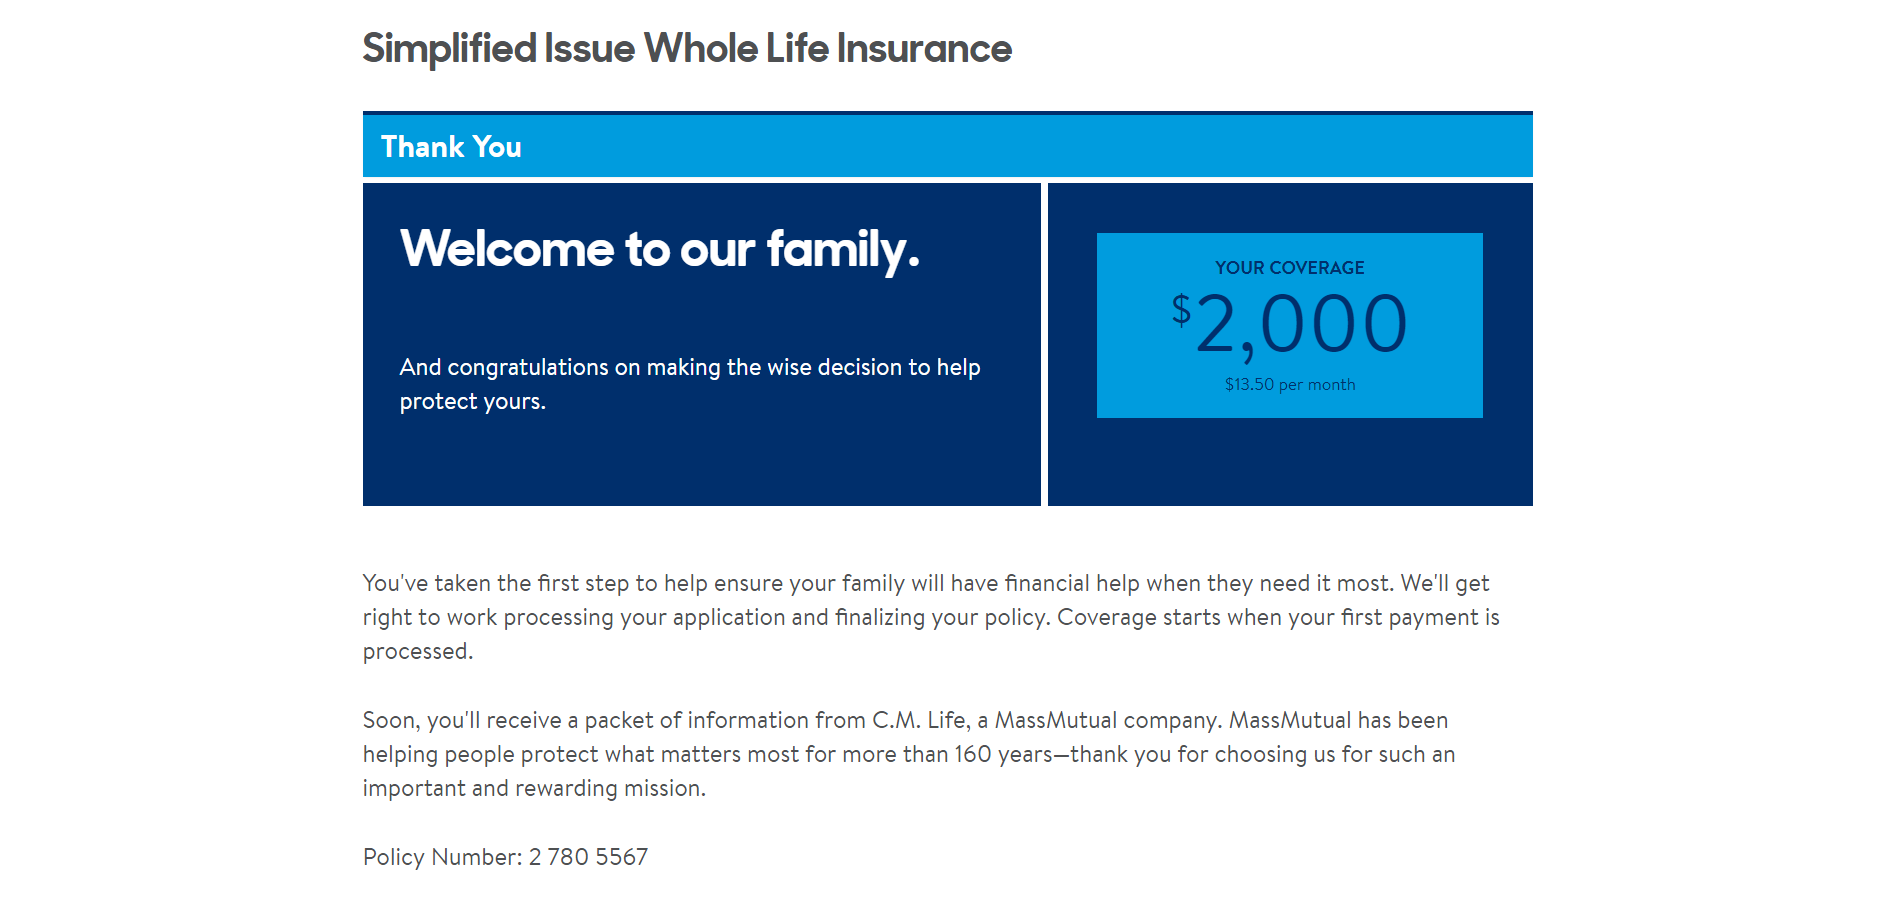 Simplified Issue Whole Life Insurance
Thank You
Welcome to our family.
And congratulations on making the wise decision to help
protect yours.
YOUR COVERAGE
$2,000
$13.50 per month
You've taken the first step to help ensure your family will have financial help when they need it most. We'll get
right to work processing your application and finalizing your policy. Coverage starts when your first payment is
processed.
Soon, you'll receive a packet of information from C.M. Life, a MassMutual company. MassMutual has been
helping people protect what matters most for more than 160 years—thank you for choosing us for such an
important and rewarding mission.
Policy Number: 2 780 5567